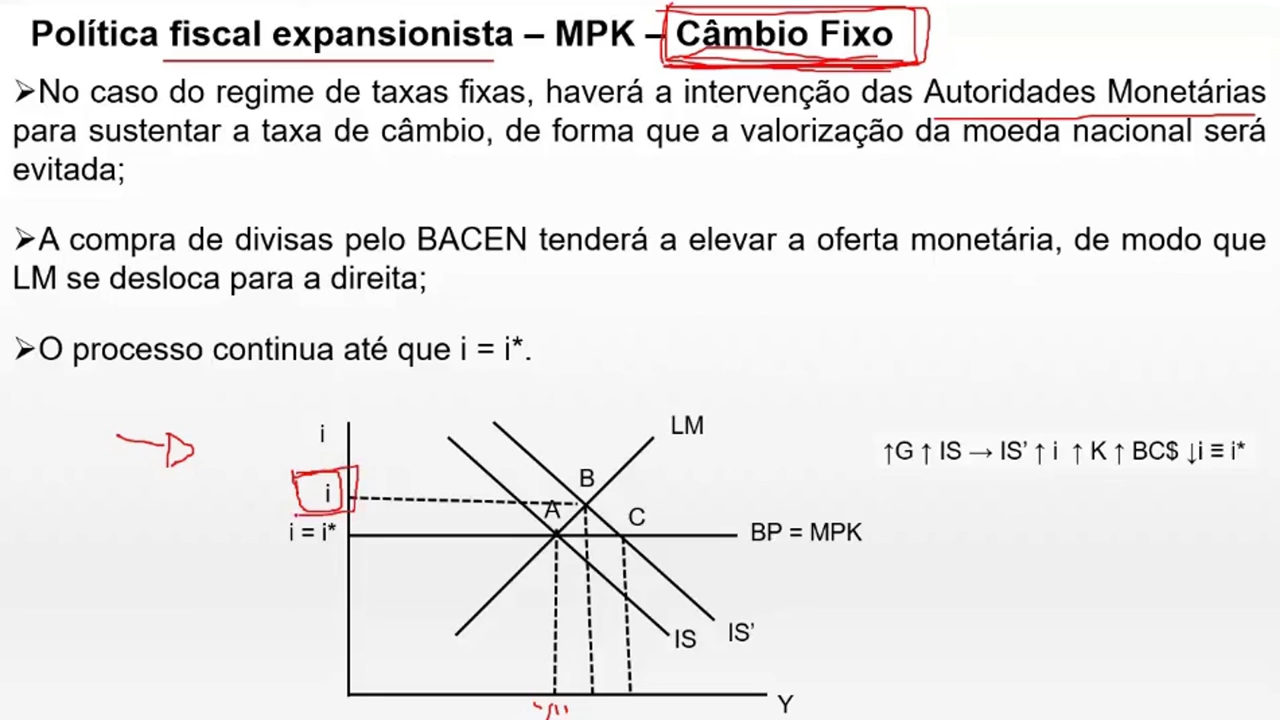 Política fiscal expansionista – MPK – Câmbio Fixo
➢No caso do regime de taxas fixas, haverá a intervenção das Autoridades Monetárias
para sustentar a taxa de câmbio, de forma que a valorização da moeda nacional será
evitada;
➢A compra de divisas pelo BACEN tenderá a elevar a oferta monetária, de modo que
LM se desloca para a direita;
➢O processo continua até que i = i*.
i
LM
↑G ↑ IS → IS’ ↑ i ↑ K ↑ BC$ ↓i ≡ i*
B
i
A
C
i = i*
BP = MPK
IS
IS’
Y